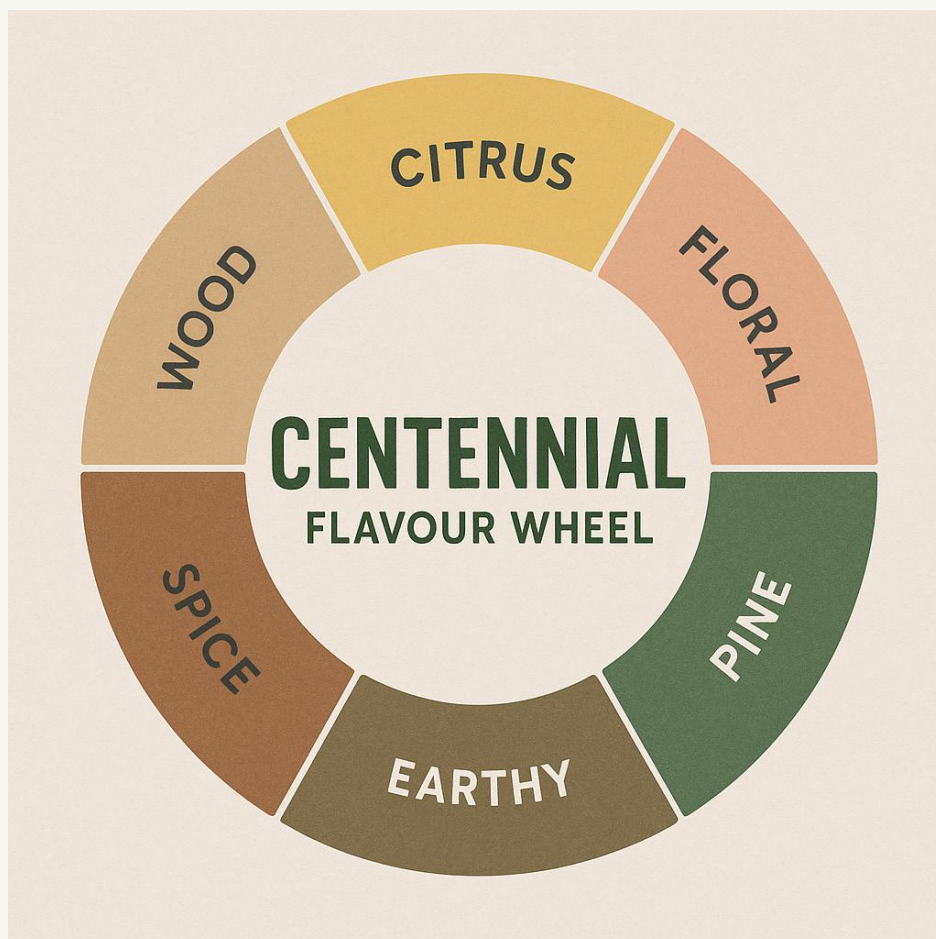 CITRUS
FLORAL
PINE
EARTHY
SPICE
WOOD
CENTENNIAL
FLAVOUR WHEEL